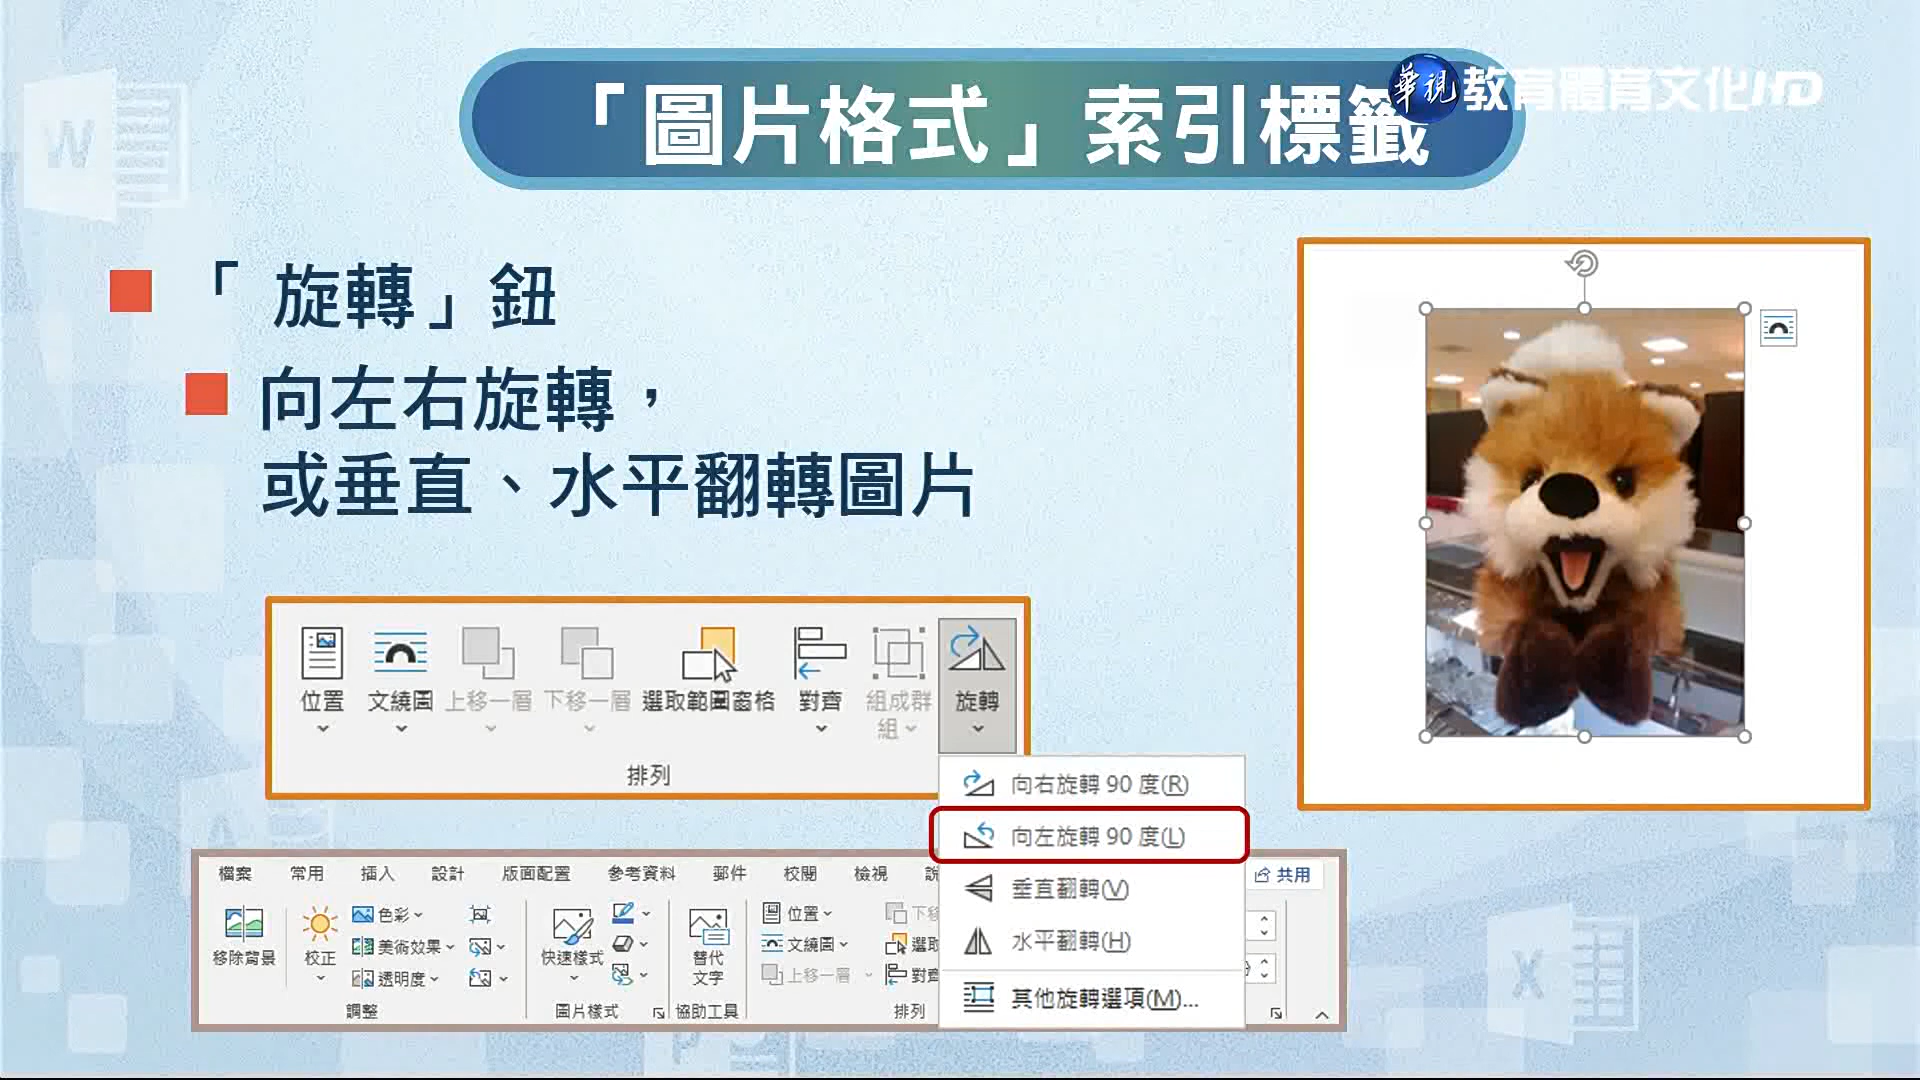 「圖片格式」索引標籤
華視 教育體育文化HD
「 旋轉」鈕
向左右旋轉，
或垂直、水平翻轉圖片
位置 文繞圖 上移一層 下移一層 選取範圍窗格 對齊 組成群組 旋轉
排列
向右旋轉 90 度(R)
向左旋轉 90 度(L)
垂直翻轉(V)
水平翻轉(H)
其他旋轉選項(M)...
檔案 常用 插入 設計 版面配置 參考資料 郵件 校閱 檢視 共用
色彩 位置 下移
移除背景 校正 美術效果 快速樣式 替代文字 文繞圖 選取
透明度 上移一層 對齊
調整 圖片樣式 協助工具 排列